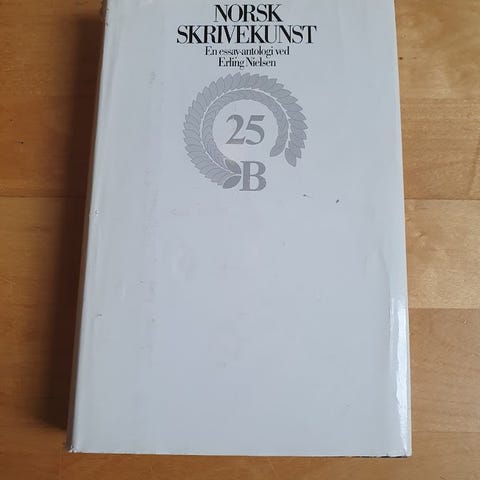 NORSK
SKRIVEKUNST
En essay-antologi ved
Erling Nielsen
25
B